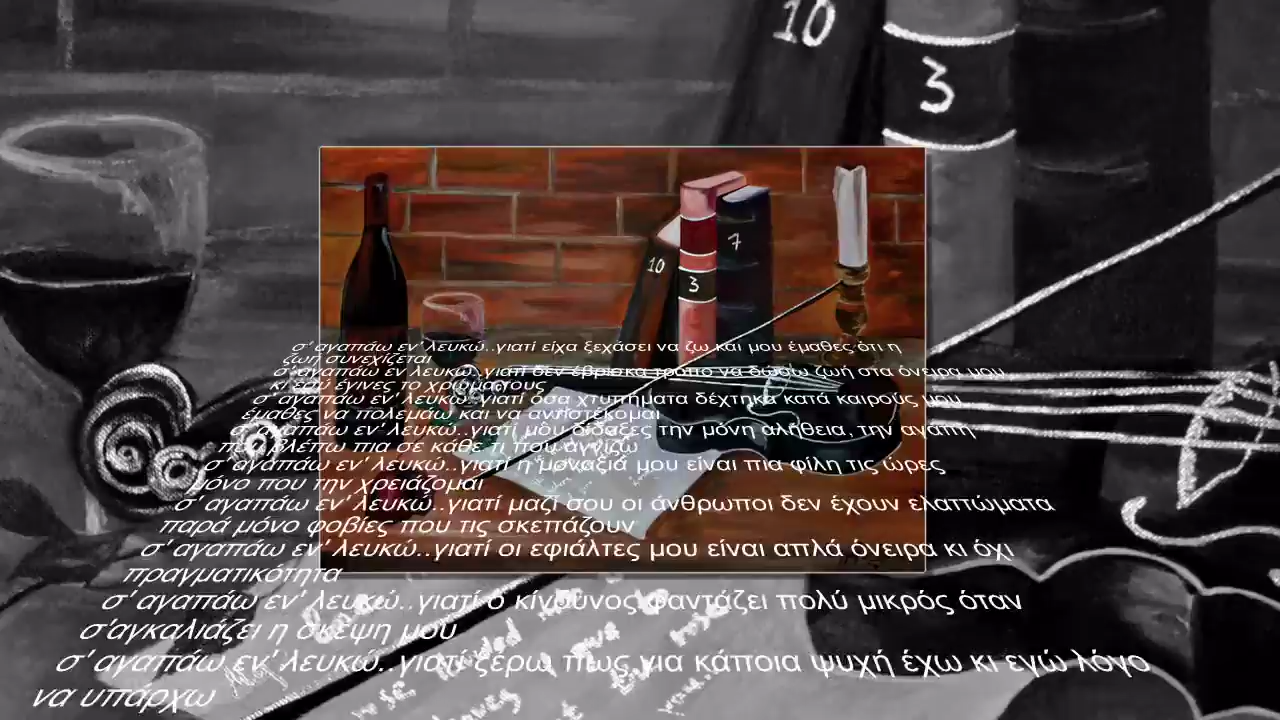 10
3
10
3
7
σ' αγαπάω εν' λευκώ..γιατί είχα ξεχάσει να ζω και μου έμαθες ότι η
ζωή συνεχίζεται
σ' αγαπάω εν' λευκώ..γιατί δεν έβρισκα τρόπο να δώσω ζωή στα όνειρα μου
κι εσύ έγινες το χρώμα τους
σ' αγαπάω εν' λευκώ..γιατί όσα χτυπήματα δέχτηκα κατά καιρούς μου
έμαθες να πολεμάω και να αντιστέκομαι
σ' αγαπάω εν' λευκώ..γιατί μου δίδαξες την μόνη αλήθεια, την αγάπη
που βλέπω πια σε κάθε τι που αγγίζω
σ' αγαπάω εν' λευκώ..γιατί η μοναξιά μου είναι πια φίλη τις ώρες
μόνο που την χρειάζομαι
σ' αγαπάω εν' λευκώ..γιατί μαζί σου οι άνθρωποι δεν έχουν ελαττώματα
παρά μόνο φοβίες που τις σκεπάζουν
σ' αγαπάω εν' λευκώ..γιατί οι εφιάλτες μου είναι απλά όνειρα κι όχι
πραγματικότητα
σ' αγαπάω εν' λευκώ..γιατί ο κίνδυνος φαντάζει πολύ μικρός όταν
σ'αγκαλιάζει η σκέψη μου
σ' αγαπάω εν' λευκώ..γιατί ξέρω πως για κάποια ψυχή έχω κι εγώ λόγο
να υπάρχω